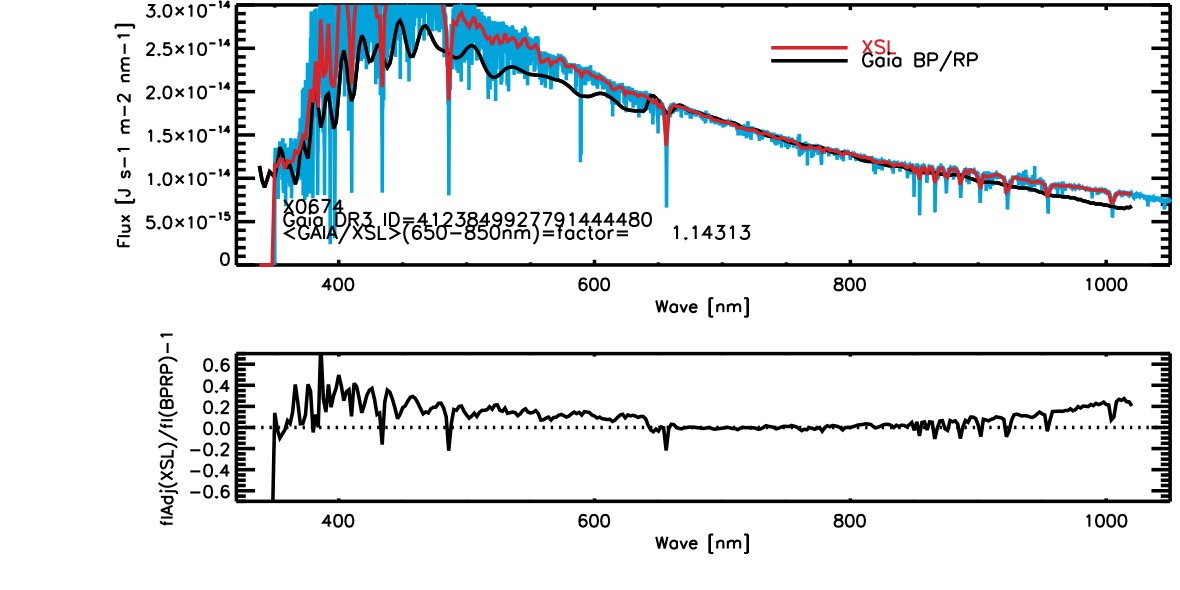 3.0×10⁻¹⁴
2.5×10⁻¹⁴
2.0×10⁻¹⁴
1.5×10⁻¹⁴
1.0×10⁻¹⁴
5.0×10⁻¹⁵
0
Flux [J s−1 m−2 nm−1]
XSL
Gaia BP/RP
X0674
Gaia DR3 ID=4123849927791444480
<GAIA/XSL>(650−850nm)=factor= 1.14313
400 600 800 1000
Wave [nm]
0.6
0.4
0.2
0.0
−0.2
−0.4
−0.6
flAdj(XSL)/fl(BPRP)−1
400 600 800 1000
Wave [nm]